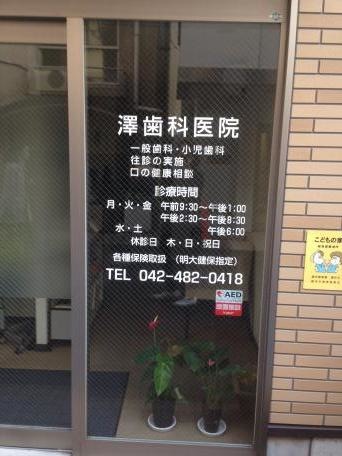 澤歯科医院
一般歯科・小児歯科
往診の実施
口の健康相談
診療時間
月・火・金 午前9:30～午後1:00
午後2:30～午後8:30
水・土 午後6:00
休診日 木・日・祝日
各種保険取扱 (明大健保指定)
TEL 042-482-0418
AED
こどもの家